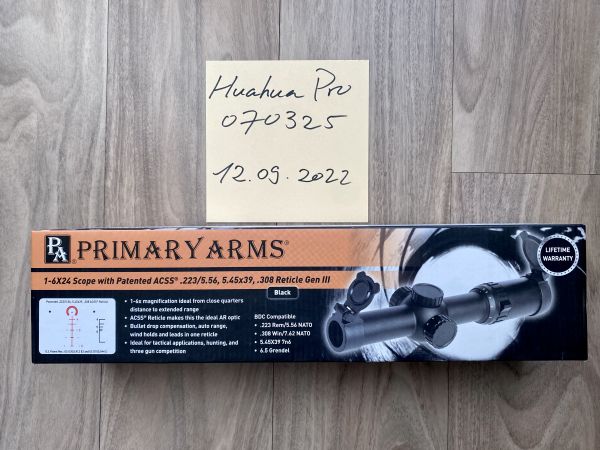 Huahua Pro
070325
12.09.2022
PA®
PRIMARY ARMS®
LIFETIME
WARRANTY
1-6X24 Scope with Patented ACSS® .223/5.56, 5.45x39, .308 Reticle Gen III
Black
• 1-6x magnification ideal from close quarters
distance to extended range
• ACSS® Reticle makes this the ideal AR optic
• Bullet drop compensation, auto range,
wind holds and leads in one reticle
• Ideal for tactical applications, hunting, and
three gun competition
BDC Compatible
• .223 Rem/5.56 NATO
• .308 Win/7.62 NATO
• 5.45X39 7n6
• 6.5 Grendel